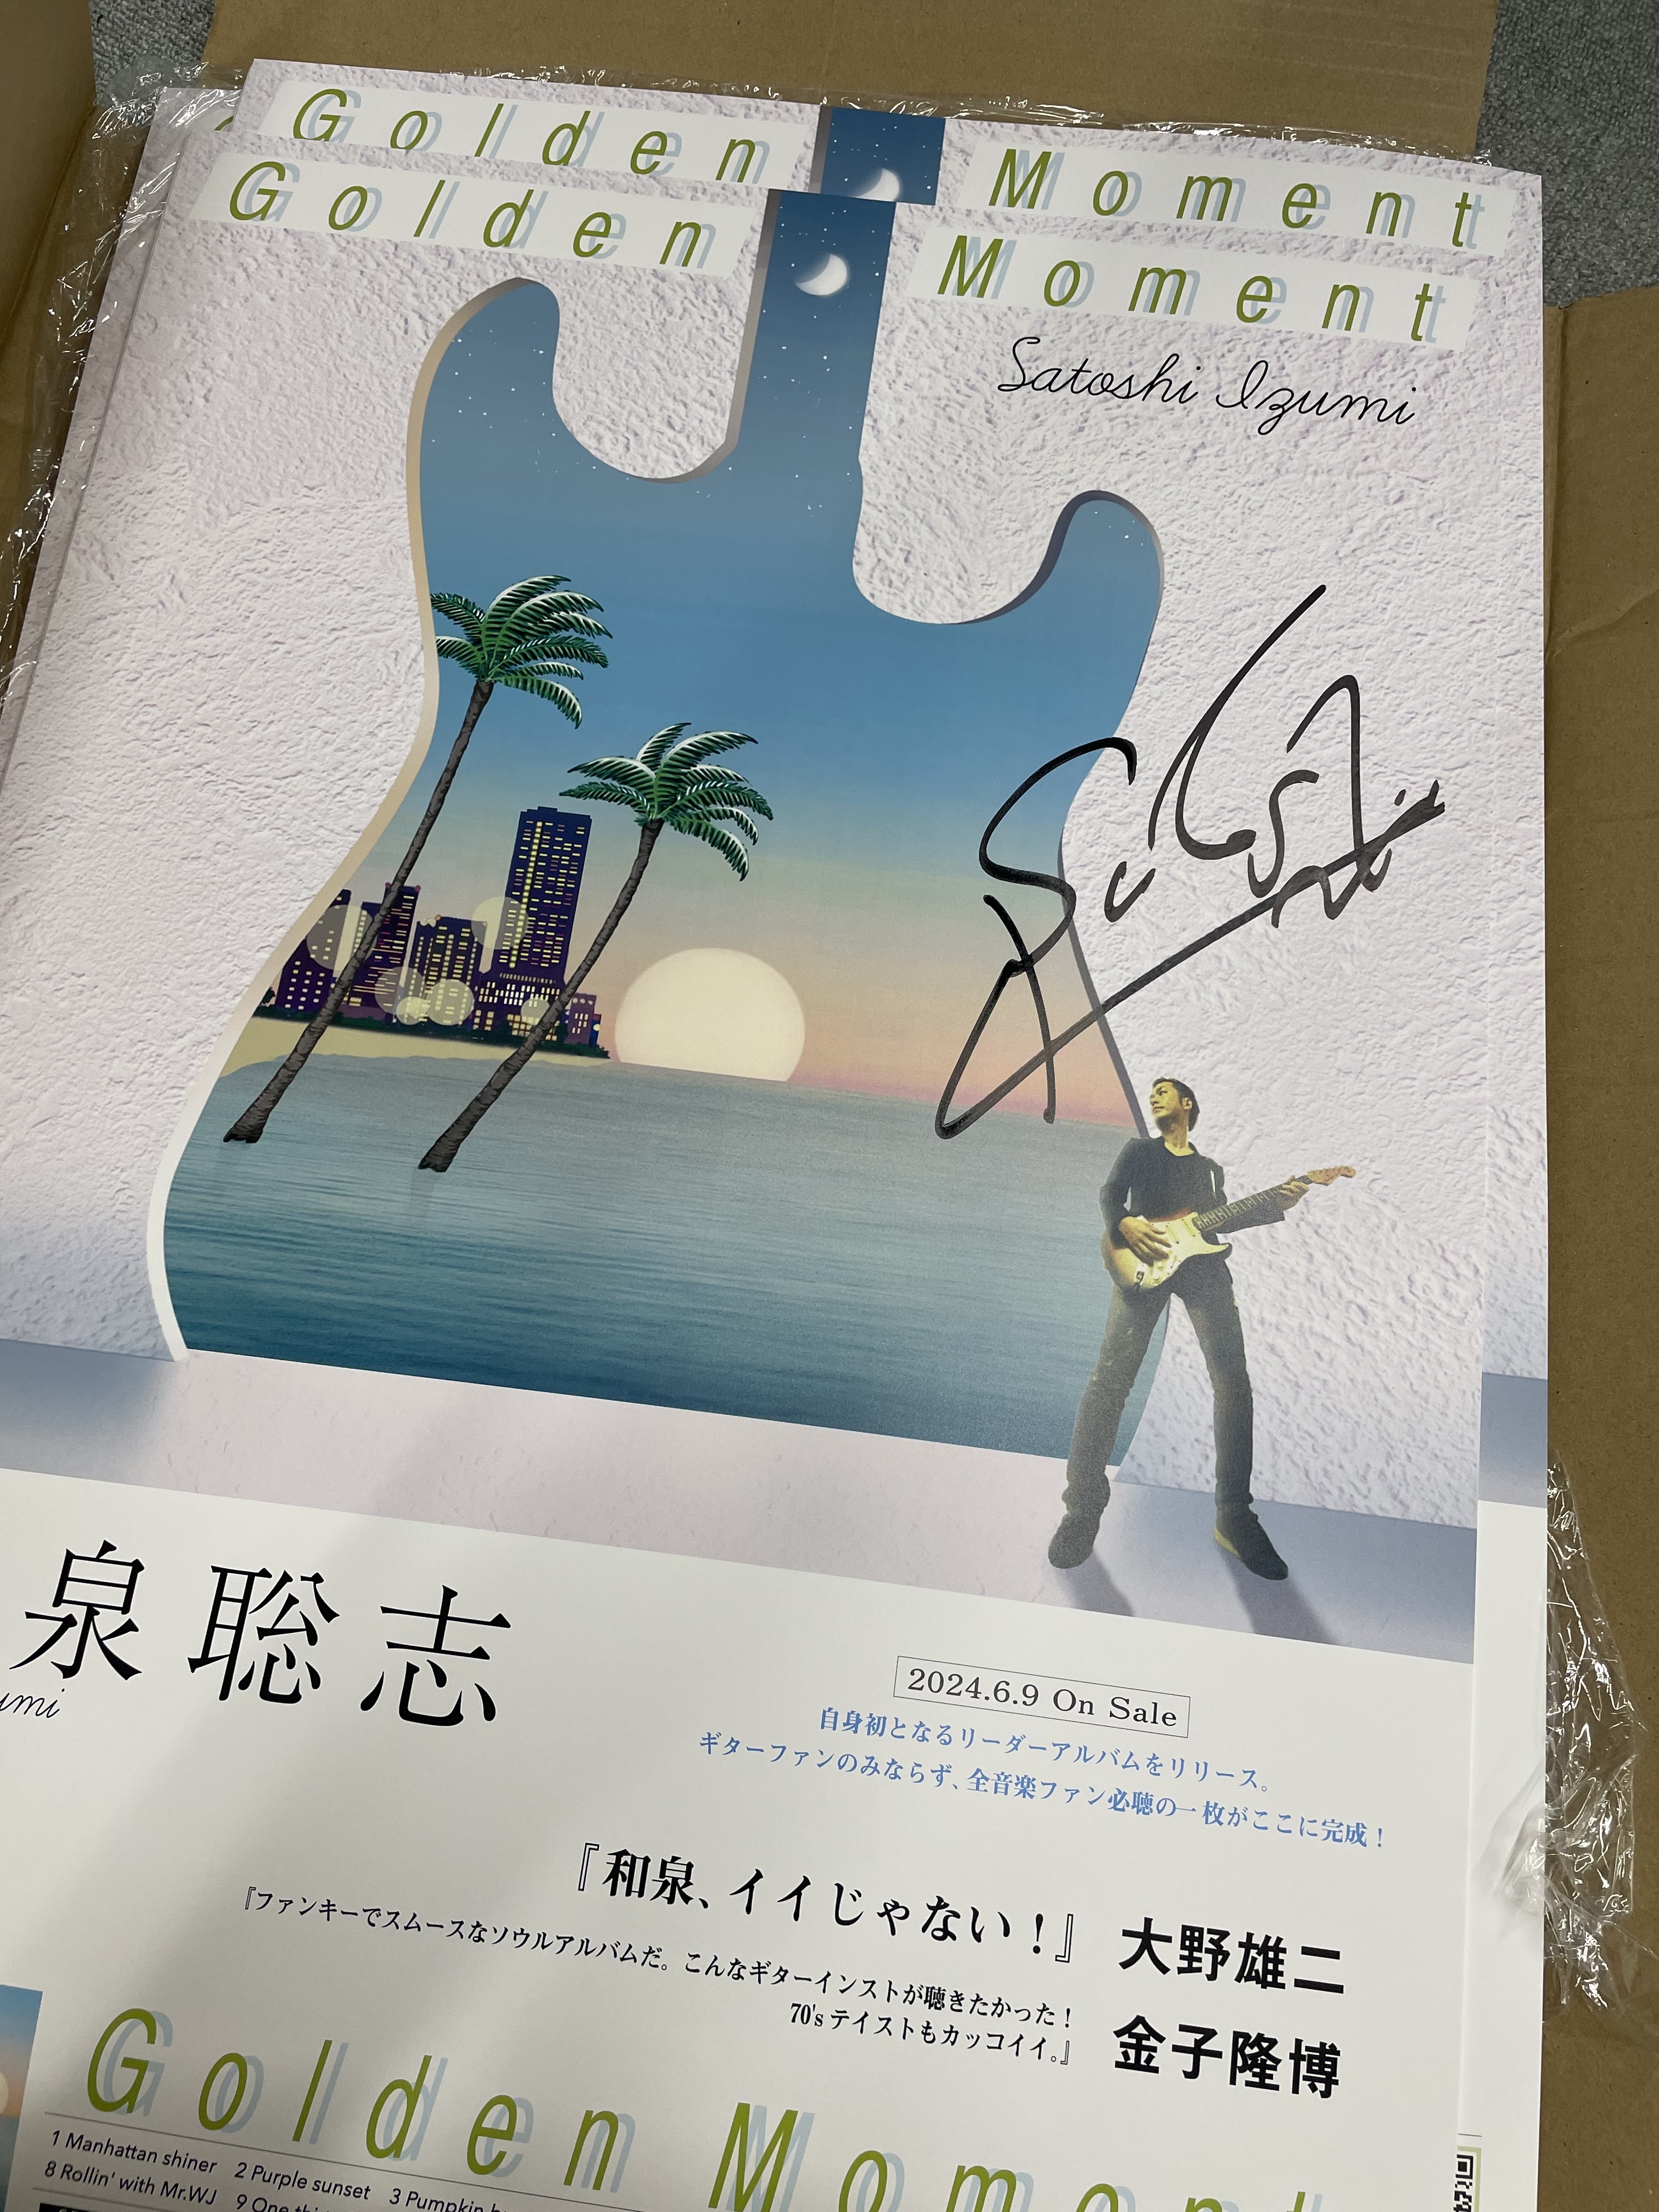 Golden Moment
Golden Moment
Satoshi Izumi
泉聡志
umi
2024.6.9 On Sale
自身初となるリーダーアルバムをリリース。
ギターファンのみならず、全音楽ファン必聴の一枚がここに完成！
『和泉、イイじゃない！』 大野雄二
『ファンキーでスムースなソウルアルバムだ。こんなギターインストが聴きたかった！
70'sテイストもカッコイイ。』 金子隆博
Golden Moment
1 Manhattan shiner 2 Purple sunset 3 Pumpkin
8 Rollin' with Mr.WJ 9 One